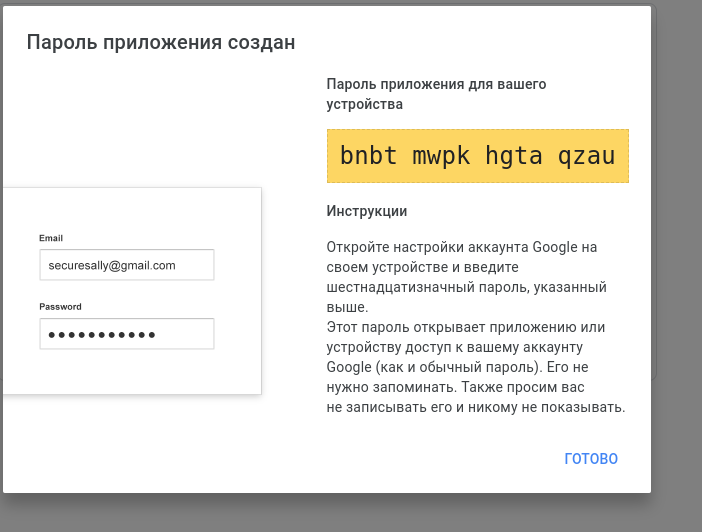 Пароль приложения создан
Пароль приложения для вашего
устройства
bnbt mwpk hgta qzau
Email
securesally@gmail.com
Password
●●●●●●●●●●●
Инструкции
Откройте настройки аккаунта Google на
своем устройстве и введите
шестнадцатизначный пароль, указанный
выше.
Этот пароль открывает приложению или
устройству доступ к вашему аккаунту
Google (как и обычный пароль). Его не
нужно запоминать. Также просим вас
не записывать его и никому не показывать.
ГОТОВО